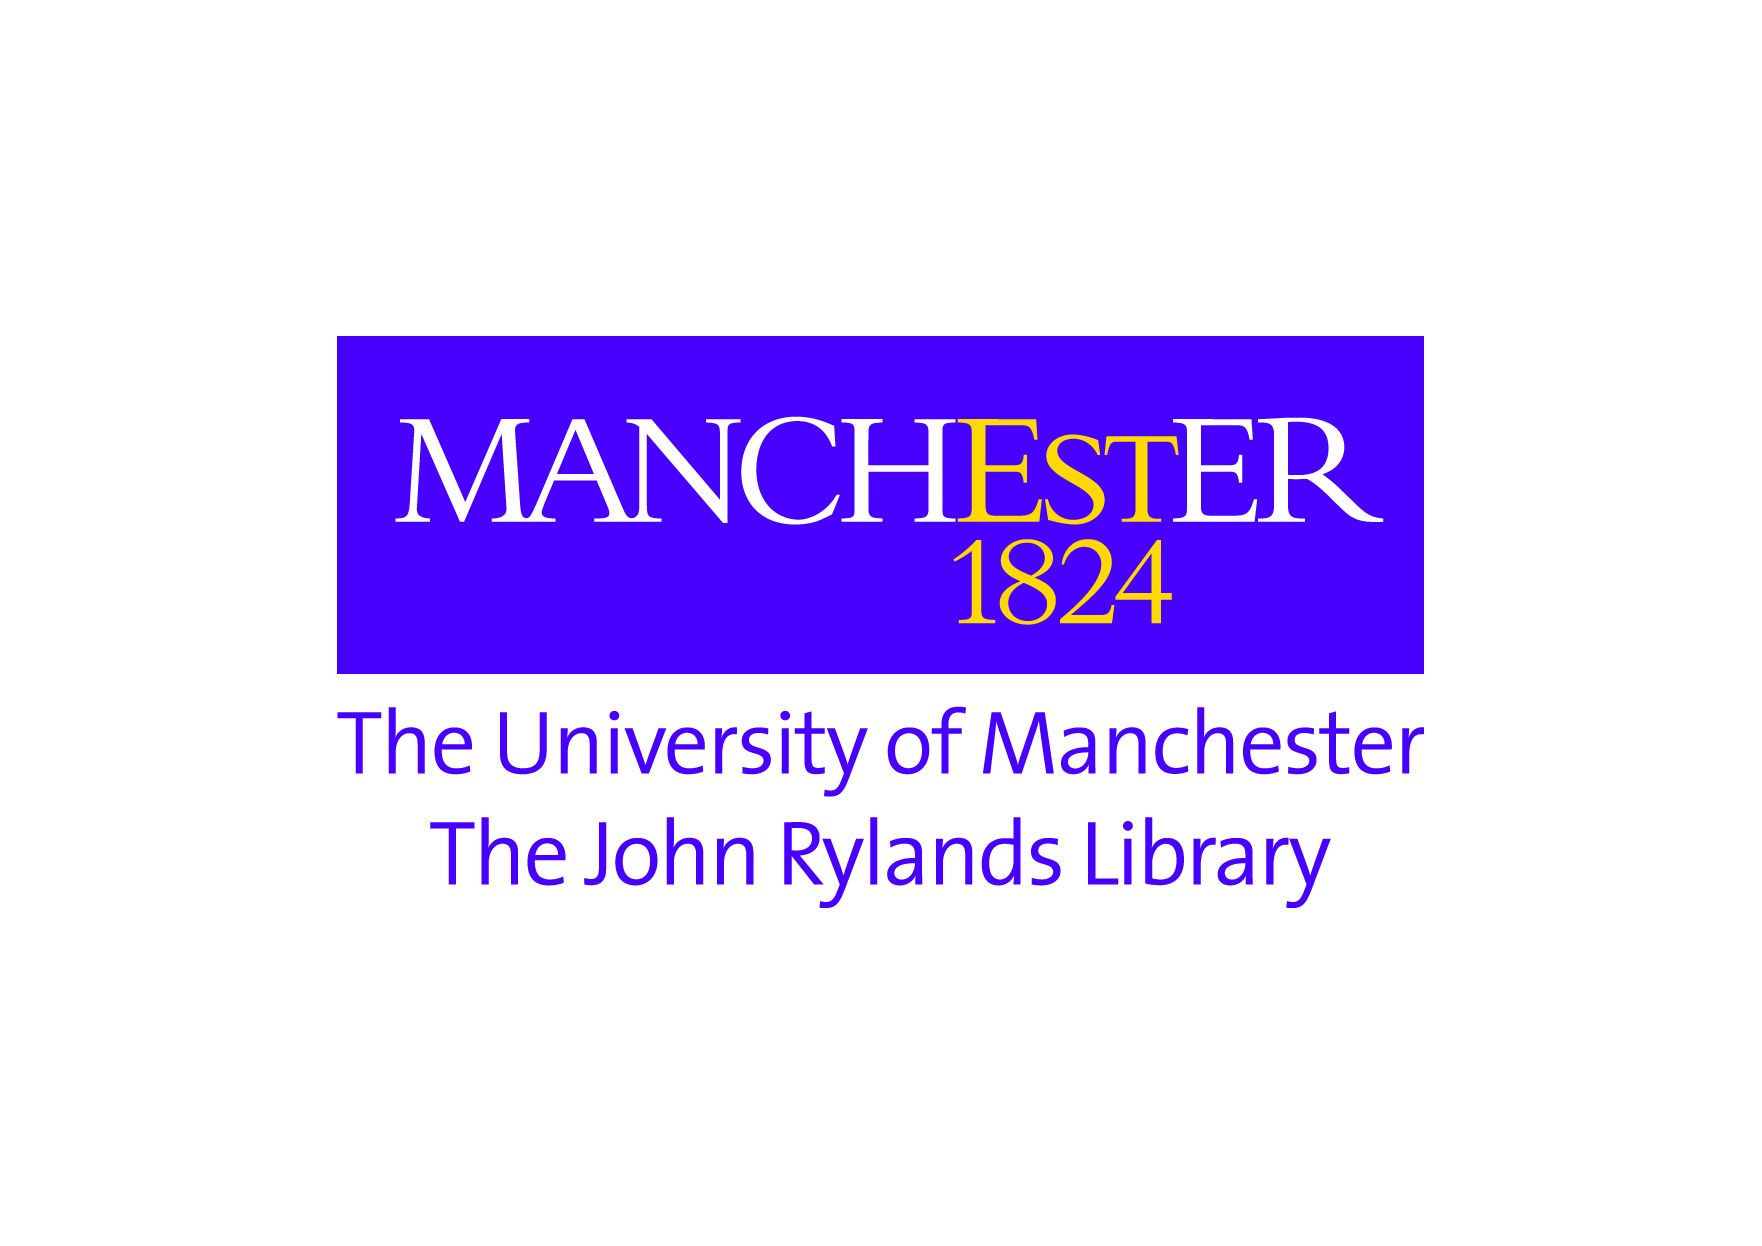 MANCHEsTER
1824
The University of Manchester
The John Rylands Library